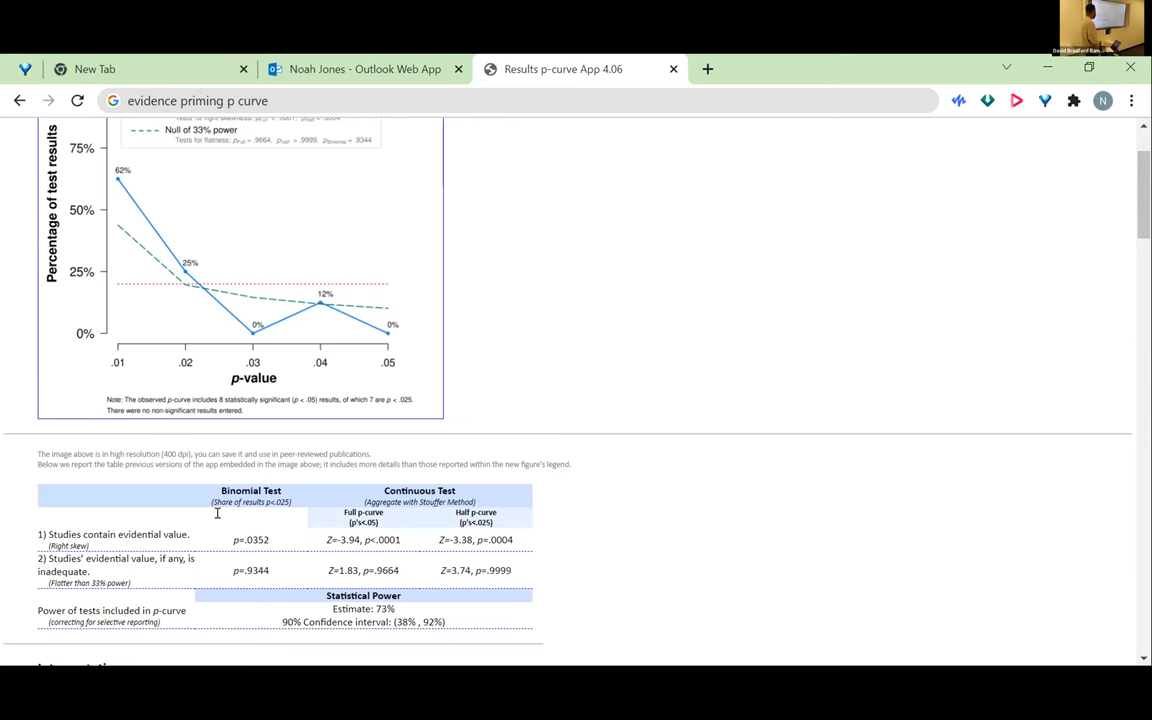 David Bradford Ram
New Tab
Noah Jones - Outlook Web App
Results p-curve App 4.06
evidence priming p curve
N
Null of 33% power
Tests for flatness: pFull = .9664, pHalf > .9999, pBinomial = .9344
Percentage of test results
75%
50%
25%
0%
62%
25%
0%
12%
0%
.01 .02 .03 .04 .05
p-value
Note: The observed p-curve includes 8 statistically significant (p < .05) results, of which 7 are p < .025.
There were no non-significant results entered.
The image above is in high resolution (400 dpi), you can save it and use in peer-reviewed publications.
Below we report the table previous versions of the app embedded in the image above; it includes more details than those reported within the new figure's legend.
Binomial Test Continuous Test
(Share of results p<.025) (Aggregate with Stouffer Method)
Full p-curve Half p-curve
(p's<.05) (p's<.025)
1) Studies contain evidential value. p=.0352 Z=-3.94, p<.0001 Z=-3.38, p=.0004
(Right skew)
2) Studies' evidential value, if any, is
inadequate. p=.9344 Z=1.83, p=.9664 Z=3.74, p=.9999
(Flatter than 33% power)
Statistical Power
Power of tests included in p-curve Estimate: 73%
(correcting for selective reporting) 90% Confidence interval: (38% , 92%)